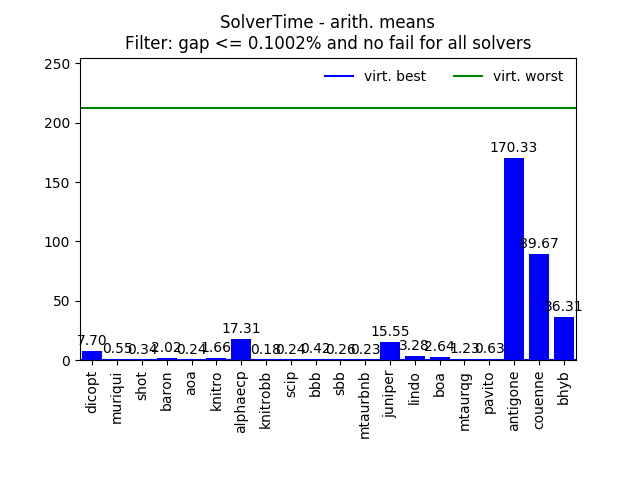 SolverTime - arith. means
Filter: gap <= 0.1002% and no fail for all solvers
virt. best
virt. worst
250
200
150
100
50
0
7.70
0.55
0.34
2.02
0.24
1.66
17.31
0.18
0.24
0.42
0.26
0.23
15.55
3.28
2.64
1.23
0.63
170.33
89.67
36.31
dicopt
muriqui
shot
baron
aoa
knitro
alphaecp
knitrobb
scip
bbb
sbb
mtaurbnb
juniper
lindo
boa
mtaurqg
pavito
antigone
couenne
bhyb